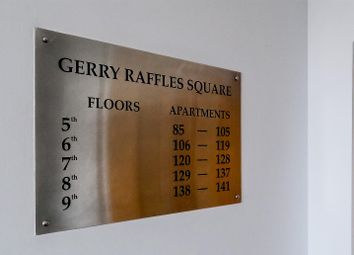 GERRY RAFFLES SQUARE
FLOORS APARTMENTS
5th 85 — 105
6th 106 — 119
7th 120 — 128
8th 129 — 137
9th 138 — 141